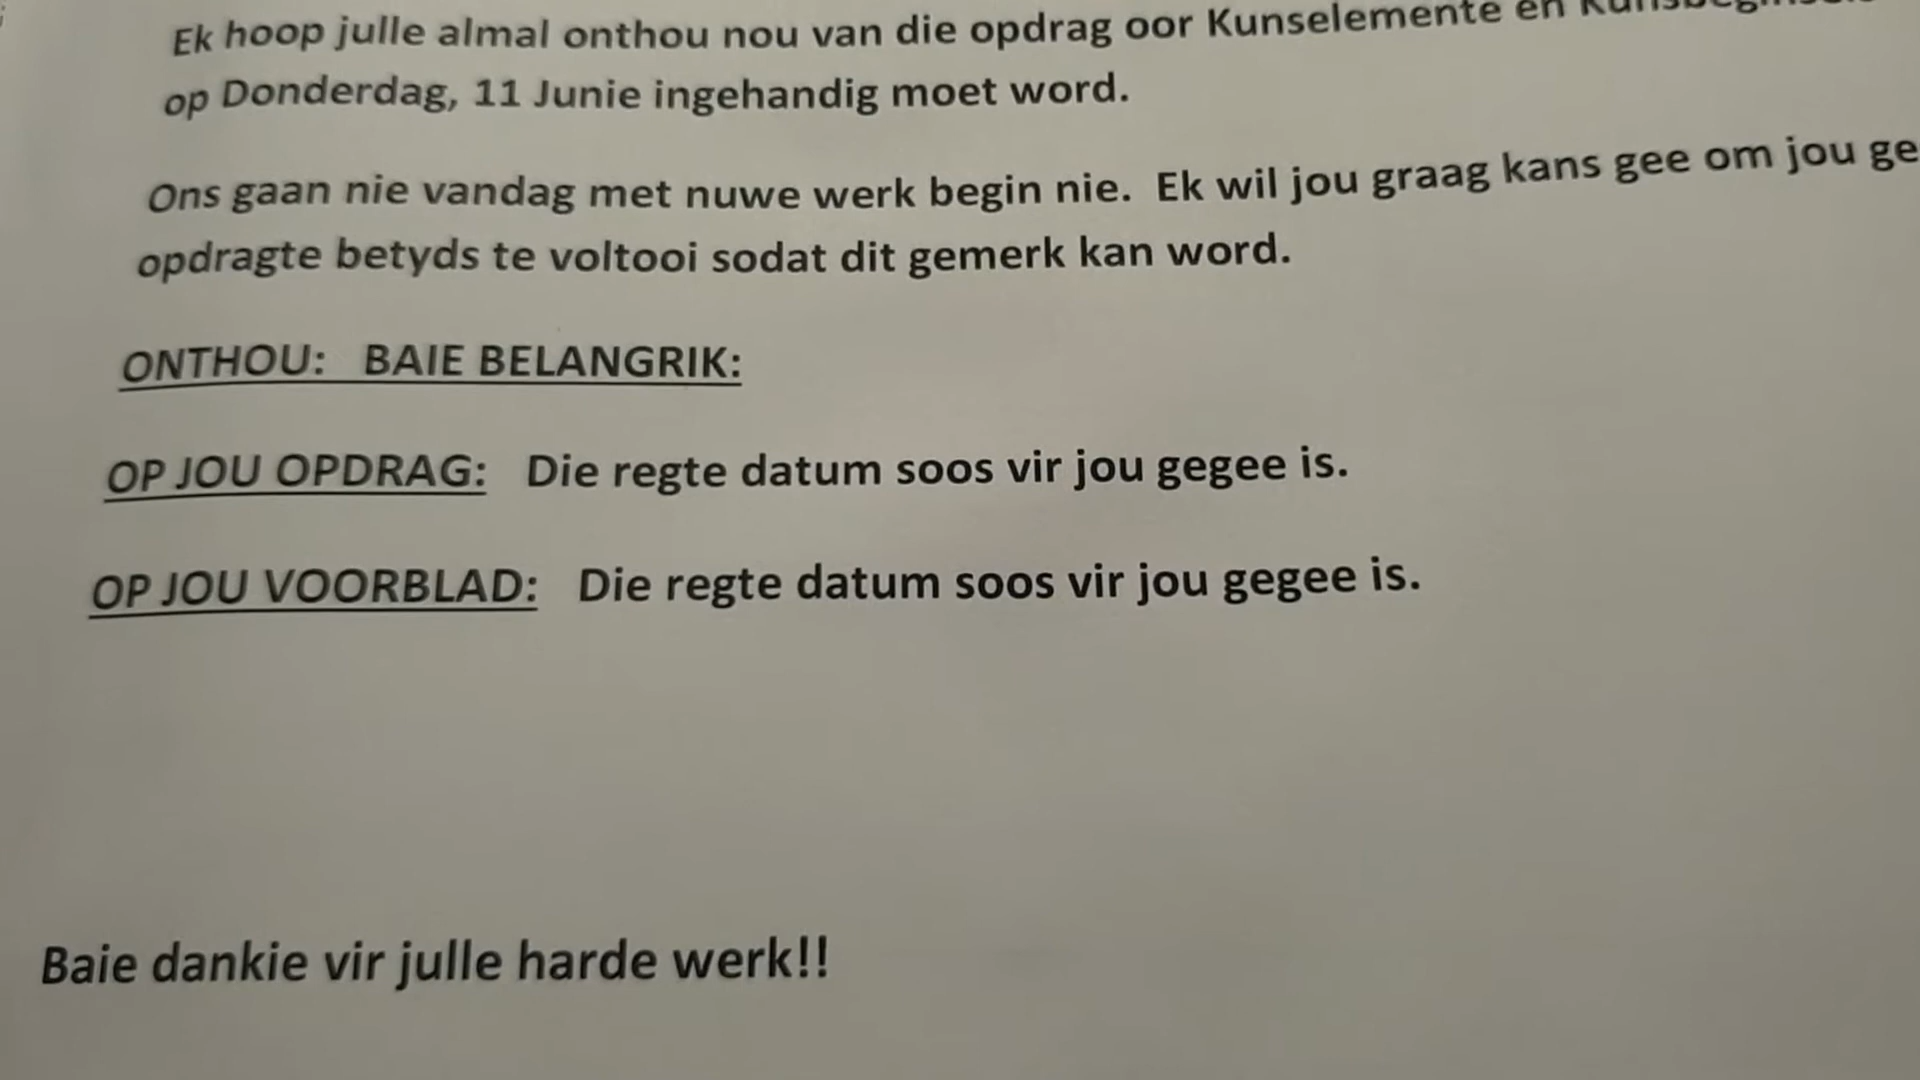 Ek hoop julle almal onthou nou van die opdrag oor Kunselemente en
op Donderdag, 11 Junie ingehandig moet word.
Ons gaan nie vandag met nuwe werk begin nie. Ek wil jou graag kans gee om jou
opdragte betyds te voltooi sodat dit gemerk kan word.
ONTHOU: BAIE BELANGRIK:
OP JOU OPDRAG: Die regte datum soos vir jou gegee is.
OP JOU VOORBLAD: Die regte datum soos vir jou gegee is.
Baie dankie vir julle harde werk!!